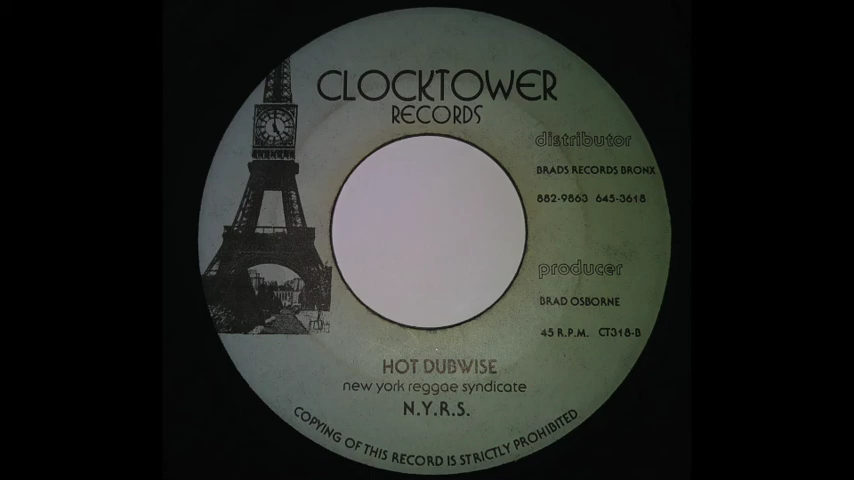 CLOCKTOWER
RECORDS
distributor
BRADS RECORDS BRONX
882-9863 645-3618
producer
BRAD OSBORNE
45 R.P.M. CT318-B
HOT DUBWISE
new york reggae syndicate
N.Y.R.S.
COPYING OF THIS RECORD IS STRICTLY PROHIBITED